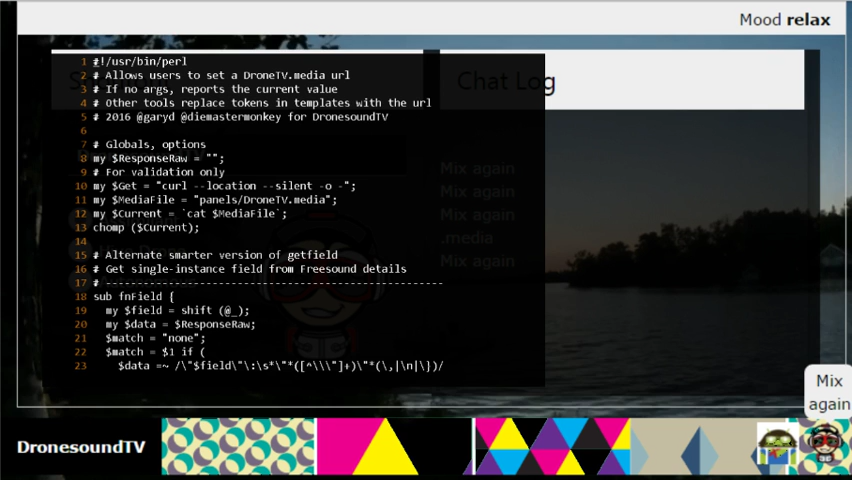 Mood relax
Chat Log
1 #!/usr/bin/perl
2 # Allows users to set a DroneTV.media url
3 # If no args, reports the current value
4 # Other tools replace tokens in templates with the url
5 # 2016 @garyd @diemastermonkey for DronesoundTV
6
7 # Globals, options
8 my $ResponseRaw = "";
9 # For validation only
10 my $Get = "curl --location --silent -o -";
11 my $MediaFile = "panels/DroneTV.media";
12 my $Current = `cat $MediaFile`;
13 chomp ($Current);
14
15 # Alternate smarter version of getfield
16 # Get single-instance field from Freesound details
17 # -------------------------------------------------------
18 sub fnField {
19 my $field = shift (@_);
20 my $data = $ResponseRaw;
21 $match = "none";
22 $match = $1 if (
23 $data =~ /\"$field\"\:\s*\"*([^\\\"]+)\"*(\,|\n|\})/
Mix again
Mix again
Mix again
.media
Mix again
Mix
again
DronesoundTV